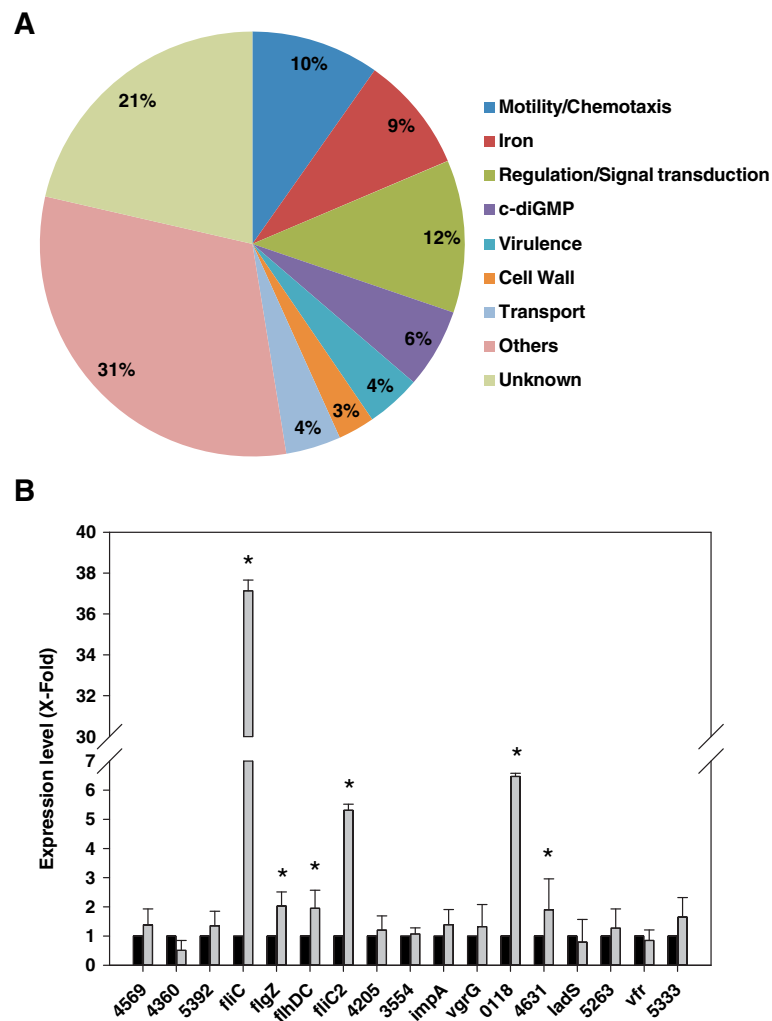 A
10%
9%
12%
6%
4%
3%
4%
31%
21%
Motility/Chemotaxis
Iron
Regulation/Signal transduction
c-diGMP
Virulence
Cell Wall
Transport
Others
Unknown
B
Expression level (X-Fold)
40
38
36
34
32
30
7
6
5
4
3
2
1
0
* * * * * *
4569 4360 5392 fliC flgZ flhDC fliC2 4205 3554 impA vgrG 0118 4631 ladS 5263 vfr 5333